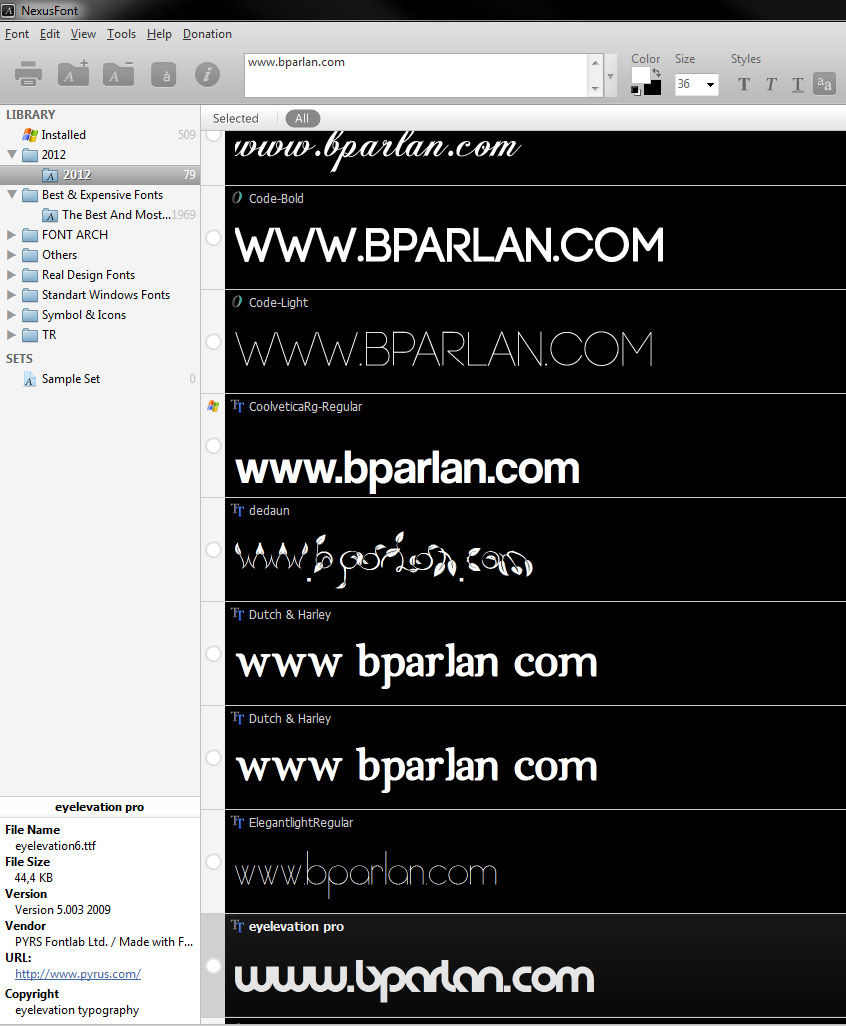 NexusFont
Font Edit View Tools Help Donation
www.bparlan.com
Color Size Styles
36
T T T aa
LIBRARY
Installed 509
2012
2012 79
Best & Expensive Fonts
The Best And Most... 1969
FONT ARCH
Others
Real Design Fonts
Standart Windows Fonts
Symbol & Icons
TR
SETS
Sample Set 0
eyelevation pro
File Name
eyelevation6.ttf
File Size
44,4 KB
Version
Version 5.003 2009
Vendor
PYRS Fontlab Ltd. / Made with F...
URL:
http://www.pyrus.com/
Copyright
eyelevation typography
Selected All
www.bparlan.com
Code-Bold
WWW.BPARLAN.COM
Code-Light
WWW.BPARLAN.COM
CoolveticaRg-Regular
www.bparlan.com
dedaun
www.bparlan.com
Dutch & Harley
www bparlan com
Dutch & Harley
www bparlan com
ElegantlightRegular
www.bparlan.com
eyelevation pro
www.bparlan.com